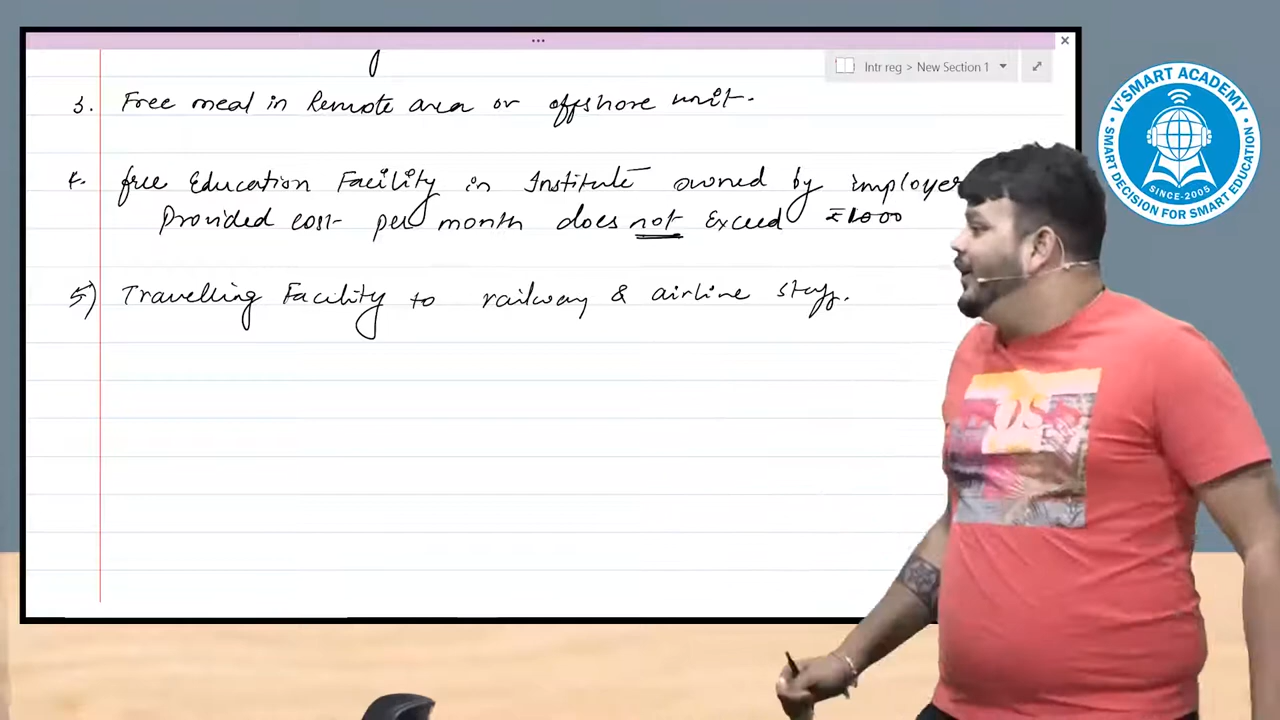 Intr reg > New Section 1
3. Free meal in Remote area or offshore unit.
4. free Education Facility in Institute owned by employer
Provided cost per month does not Exceed ₹1000
5) Travelling Facility to railway & airline staff.
V'SMART ACADEMY
SINCE-2005
SMART DECISION FOR SMART EDUCATION
US